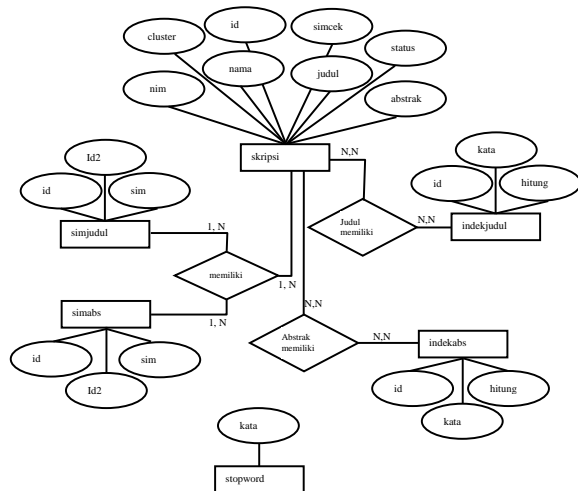 id
simcek
cluster
status
nama
judul
nim
abstrak
skripsi
N,N
kata
Id2
id
sim
id
hitung
simjudul
1, N
Judul
memiliki
N,N
indekjudul
memiliki
1, N
simabs
1, N
N,N
Abstrak
memiliki
N,N
indekabs
id
sim
Id2
id
hitung
kata
kata
stopword